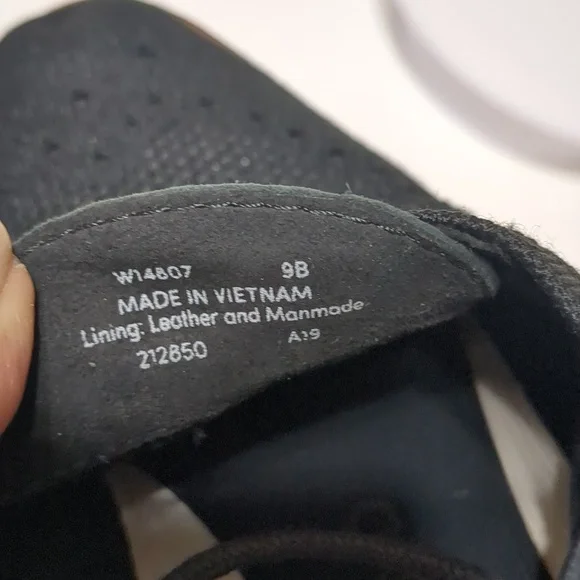 W14807 9B
MADE IN VIETNAM
Lining: Leather and Manmade
212850 A19